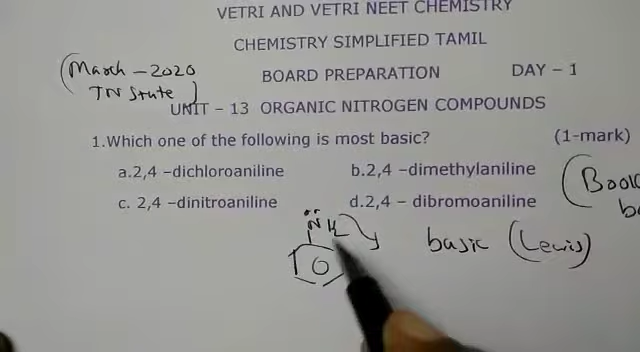 VETRI AND VETRI NEET CHEMISTRY
CHEMISTRY SIMPLIFIED TAMIL
(March – 2020
TN State)
BOARD PREPARATION DAY – 1
UNIT – 13 ORGANIC NITROGEN COMPOUNDS
1.Which one of the following is most basic? (1-mark)
a.2,4 –dichloroaniline b.2,4 –dimethylaniline
c. 2,4 –dinitroaniline d.2,4 – dibromoaniline
(Book
NH2
basic (Lewis)